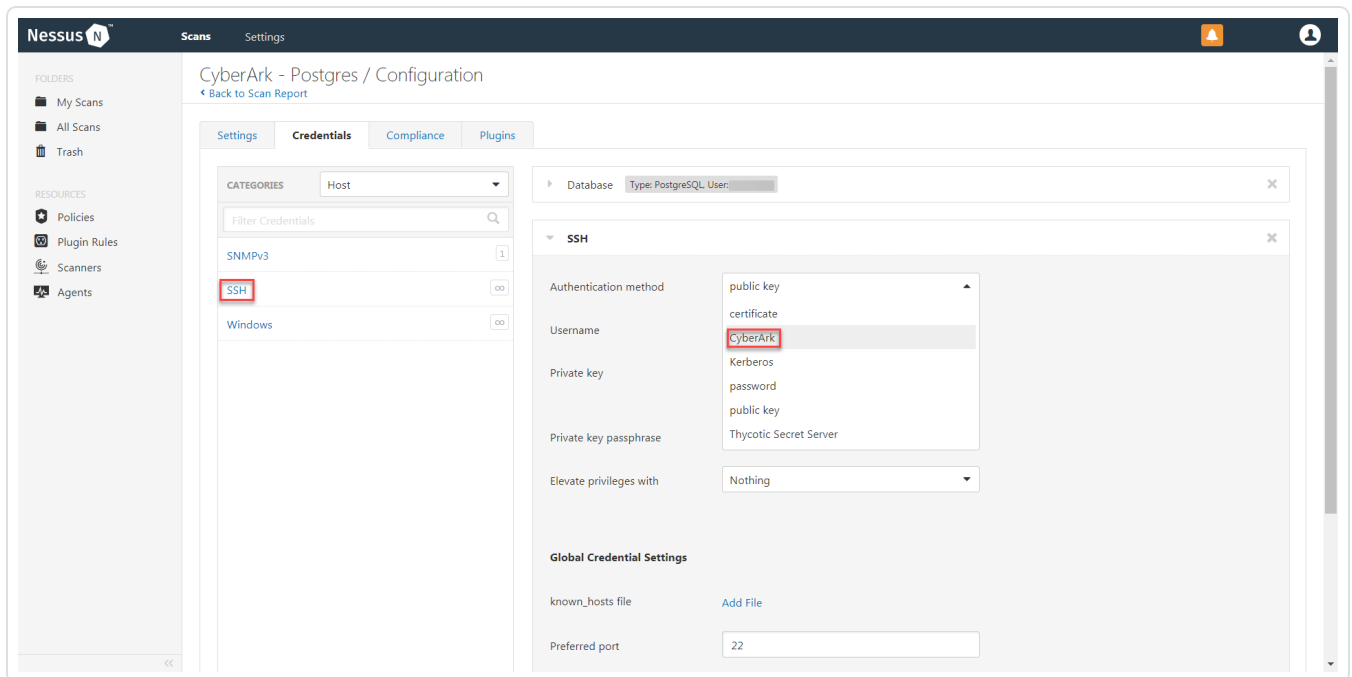 Nessus N ™
Scans
Settings
FOLDERS
My Scans
All Scans
Trash
RESOURCES
Policies
Plugin Rules
Scanners
Agents
CyberArk - Postgres / Configuration
Back to Scan Report
Settings
Credentials
Compliance
Plugins
CATEGORIES
Host
Filter Credentials
SNMPv3
1
SSH
∞
Windows
∞
Database
Type: PostgreSQL, User:
SSH
Authentication method
public key
certificate
CyberArk
Kerberos
password
public key
Thycotic Secret Server
Username
Private key
Private key passphrase
Elevate privileges with
Nothing
Global Credential Settings
known_hosts file
Add File
Preferred port
22